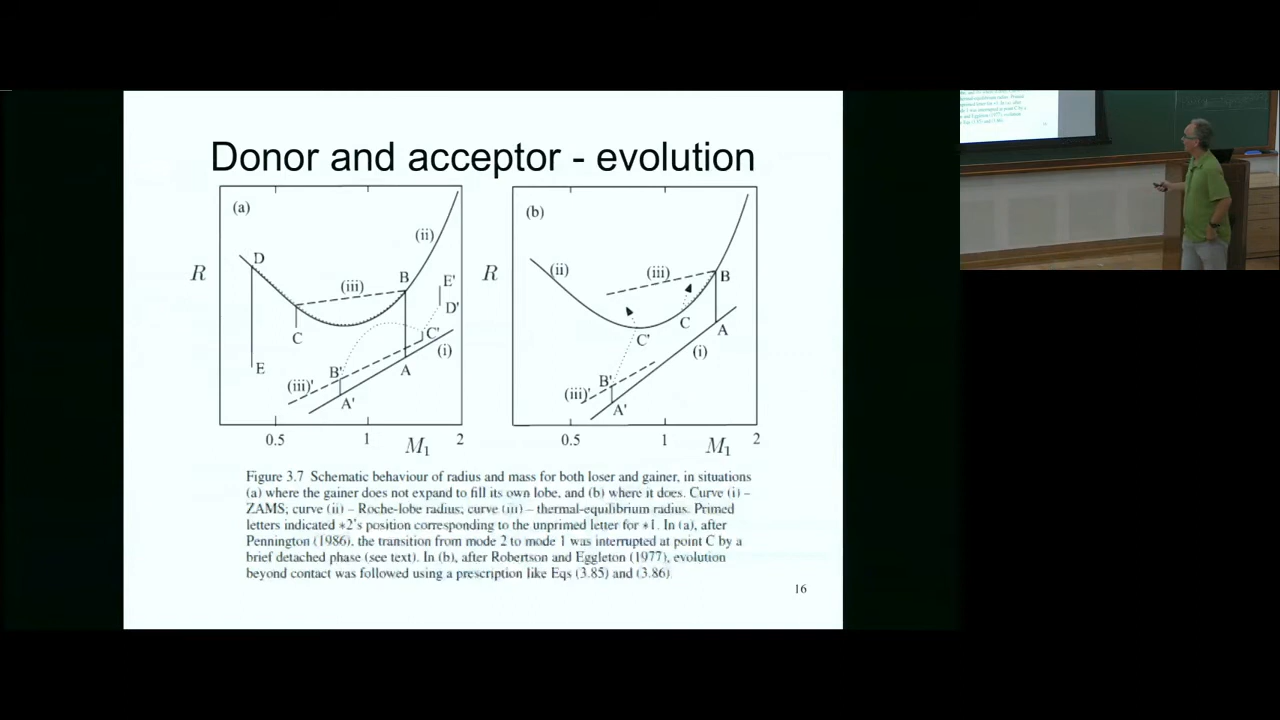 Donor and acceptor - evolution
(a)
(ii)
D
R
(iii)
B
E'
D'
C
C'
(i)
E
B'
A
(iii)'
A'
0.5
1
M₁
2
(b)
(ii)
R
(iii)
B
C
A
C'
(i)
B'
(iii)'
A'
0.5
1
M₁
2
Figure 3.7 Schematic behaviour of radius and mass for both loser and gainer, in situations
(a) where the gainer does not expand to fill its own lobe, and (b) where it does. Curve (i) –
ZAMS; curve (ii) – Roche-lobe radius; curve (iii) – thermal-equilibrium radius. Primed
letters indicated *2's position corresponding to the unprimed letter for *1. In (a), after
Pennington (1986), the transition from mode 2 to mode 1 was interrupted at point C by a
brief detached phase (see text). In (b), after Robertson and Eggleton (1977), evolution
beyond contact was followed using a prescription like Eqs (3.85) and (3.86).
16